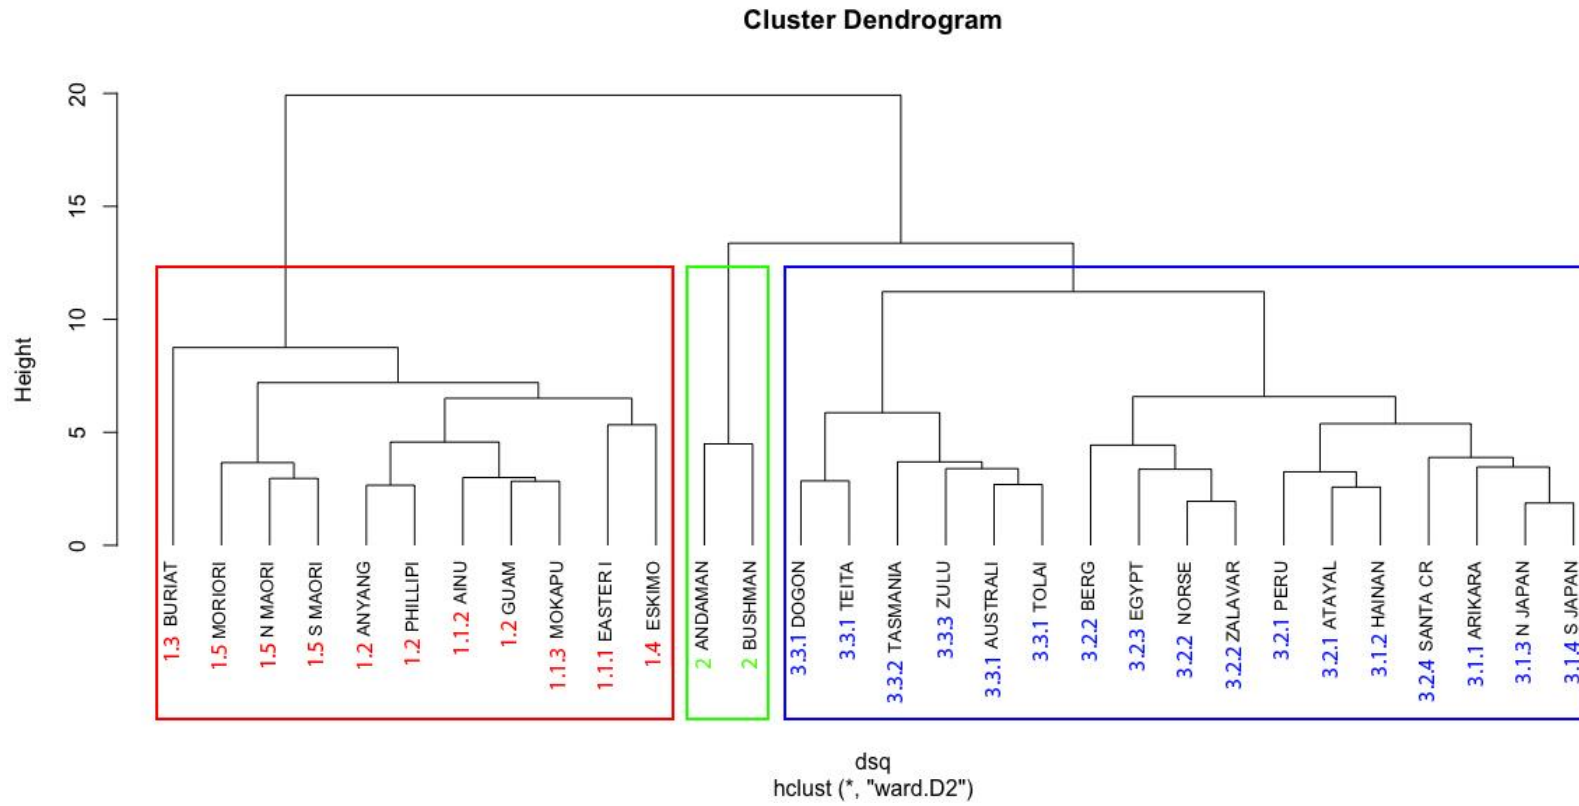 Cluster Dendrogram
Height
20
15
10
5
0
1.3 BURIAT
1.5 MORIORI
1.5 N MAORI
1.5 S MAORI
1.2 ANYANG
1.2 PHILLIPI
1.1.2 AINU
1.2 GUAM
1.1.3 MOKAPU
1.1.1 EASTER I
1.4 ESKIMO
2 ANDAMAN
2 BUSHMAN
3.3.1 DOGON
3.3.1 TEITA
3.3.2 TASMANIA
3.3.3 ZULU
3.3.1 AUSTRALI
3.3.1 TOLAI
3.2.2 BERG
3.2.3 EGYPT
3.2.2 NORSE
3.2.2 ZALAVAR
3.2.1 PERU
3.2.1 ATAYAL
3.1.2 HAINAN
3.2.4 SANTA CR
3.1.1 ARIKARA
3.1.3 N JAPAN
3.1.4 S JAPAN
dsq
hclust (*, "ward.D2")